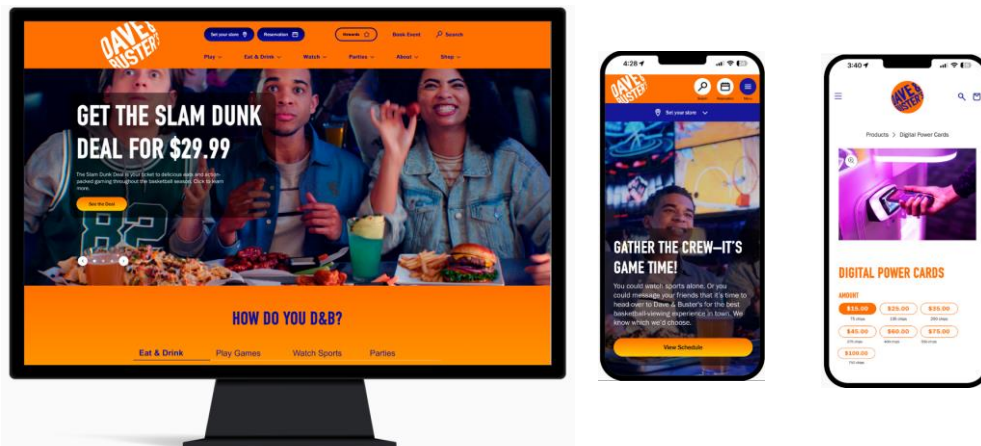 DAVE &
BUSTER'S
Set your store
Reservation
Rewards
Book Event
Search
Play
Eat & Drink
Watch
Parties
About
Shop
GET THE SLAM DUNK
DEAL FOR $29.99
The Slam Dunk Deal is your ticket to delicious eats and action-
packed gaming throughout the basketball season. Click to learn
more.
See the Deal
82
HOW DO YOU D&B?
Eat & Drink
Play Games
Watch Sports
Parties
4:28
DAVE &
BUSTER'S
Search
Reservation
Menu
Set your store
GATHER THE CREW—IT'S
GAME TIME!
You could watch sports alone. Or you
could message your friends that it's time to
head over to Dave & Buster's for the best
basketball-viewing experience in town. We
know which we'd choose.
View Schedule
3:40
DAVE &
BUSTER'S
Products > Digital Power Cards
DIGITAL POWER CARDS
AMOUNT
$15.00
$25.00
$35.00
75 chips
$45.00
$60.00
$75.00
$100.00